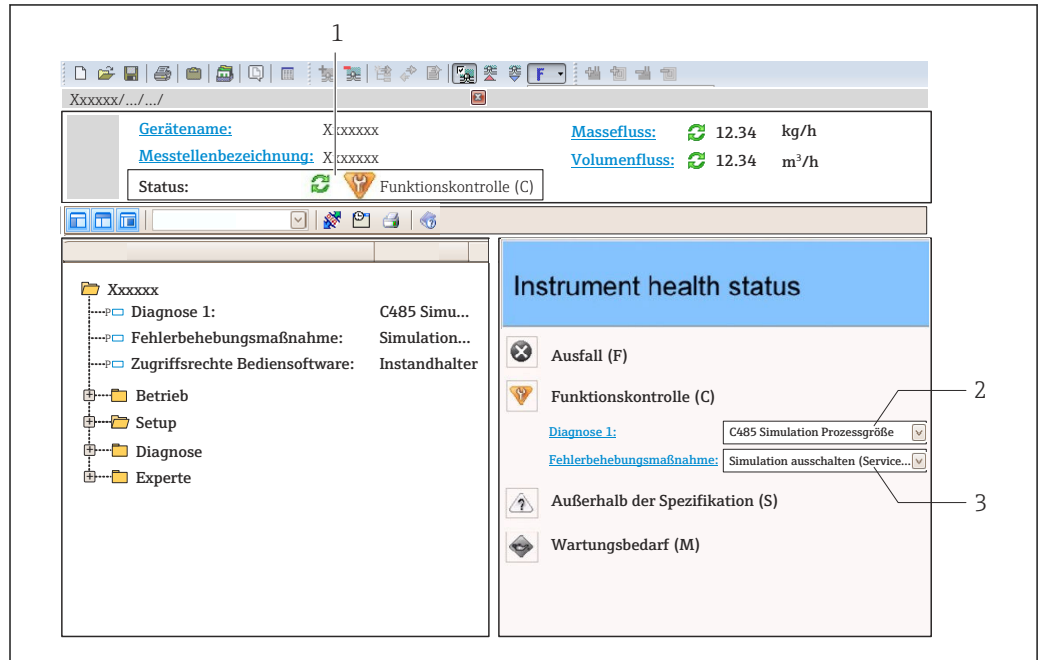 1
F
Xxxxxx/.../.../
Gerätename: Xxxxxxx Massefluss: 12.34 kg/h
Messtellenbezeichnung: Xxxxxxx Volumenfluss: 12.34 m³/h
Status: Funktionskontrolle (C)
Xxxxxx
P Diagnose 1: C485 Simu...
P Fehlerbehebungsmaßnahme: Simulation...
P Zugriffsrechte Bediensoftware: Instandhalter
Betrieb
Setup
Diagnose
Experte
Instrument health status
Ausfall (F)
Funktionskontrolle (C)
2
Diagnose 1: C485 Simulation Prozessgröße
Fehlerbehebungsmaßnahme: Simulation ausschalten (Service...
3
Außerhalb der Spezifikation (S)
Wartungsbedarf (M)